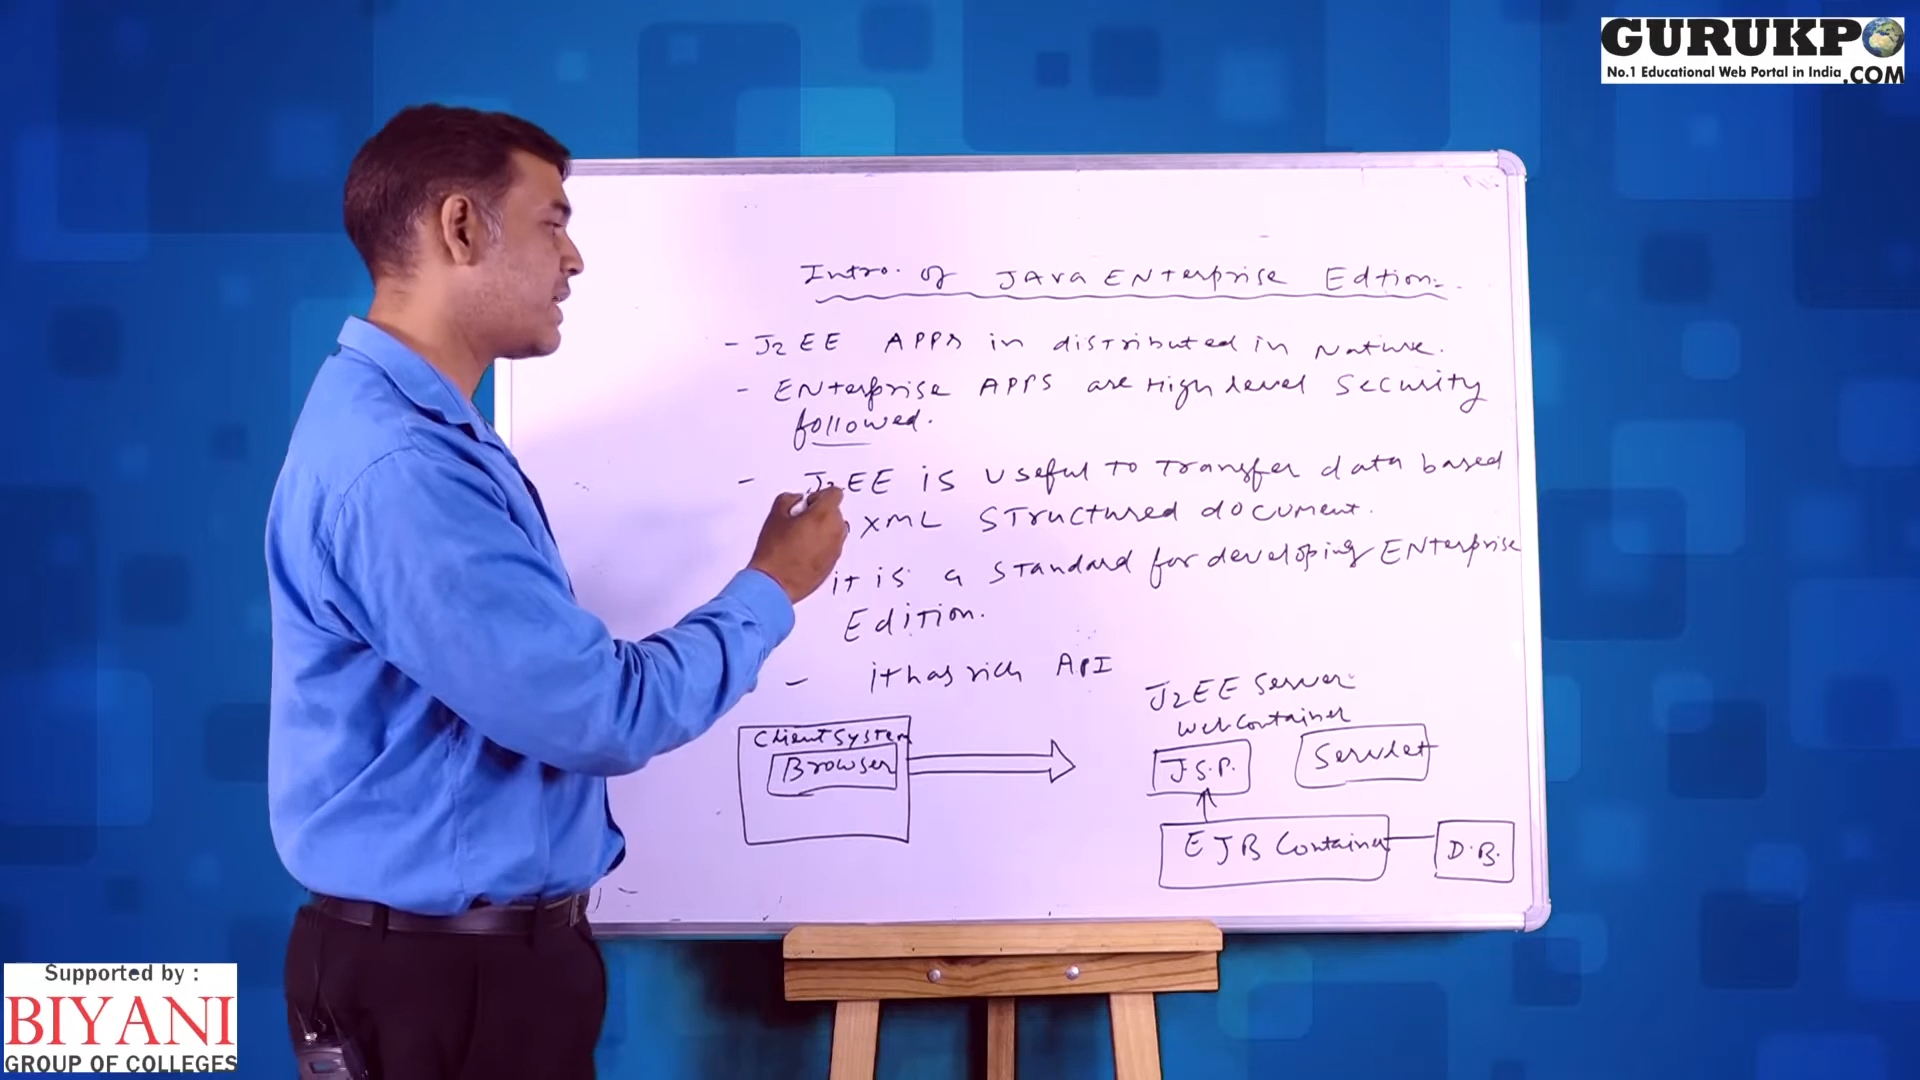 GURUKPO
No.1 Educational Web Portal in India .COM
Intro. of JAVA ENterprise Edtion
- J2EE APPS in distributed in Nature.
- ENterprise APPS are High level Security
followed.
- J2EE is useful to transfer data based
XML Structured document.
it is a Standard for developing ENterprise
Edition.
- it has rich API
J2EE Server
Web Container
Client System
Browser
J.S.P.
Servlet
EJB Container
D.B.
Supported by :
BIYANI
GROUP OF COLLEGES